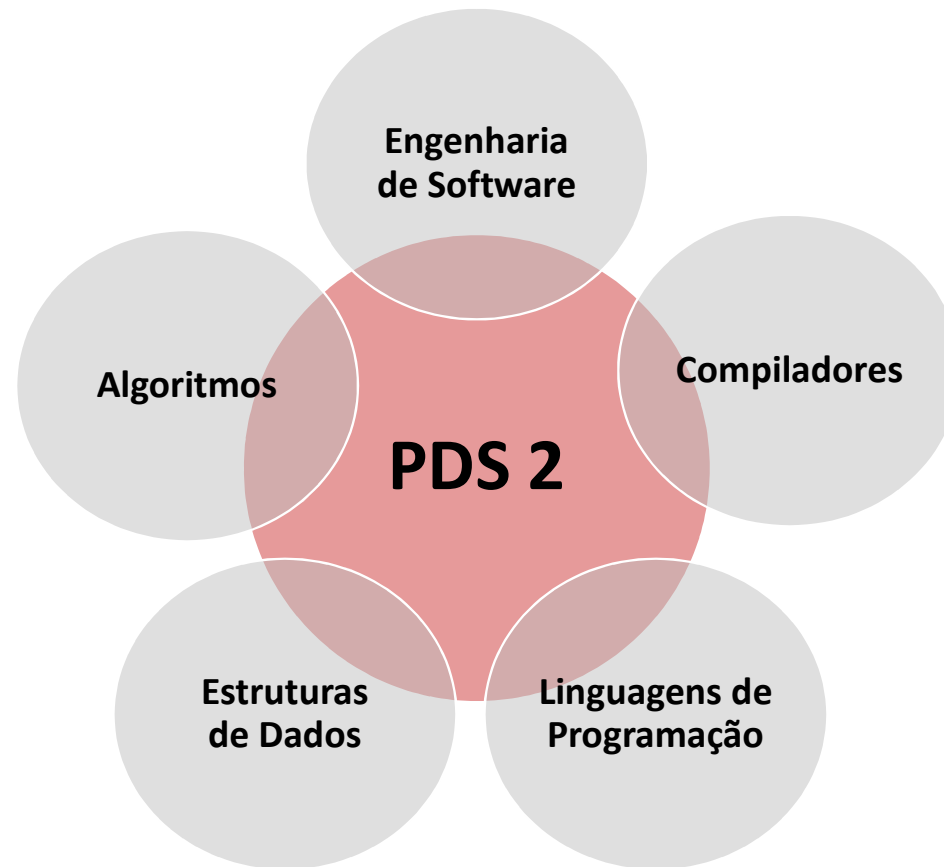 Engenharia
de Software
Algoritmos
Compiladores
PDS 2
Estruturas
de Dados
Linguagens de
Programação